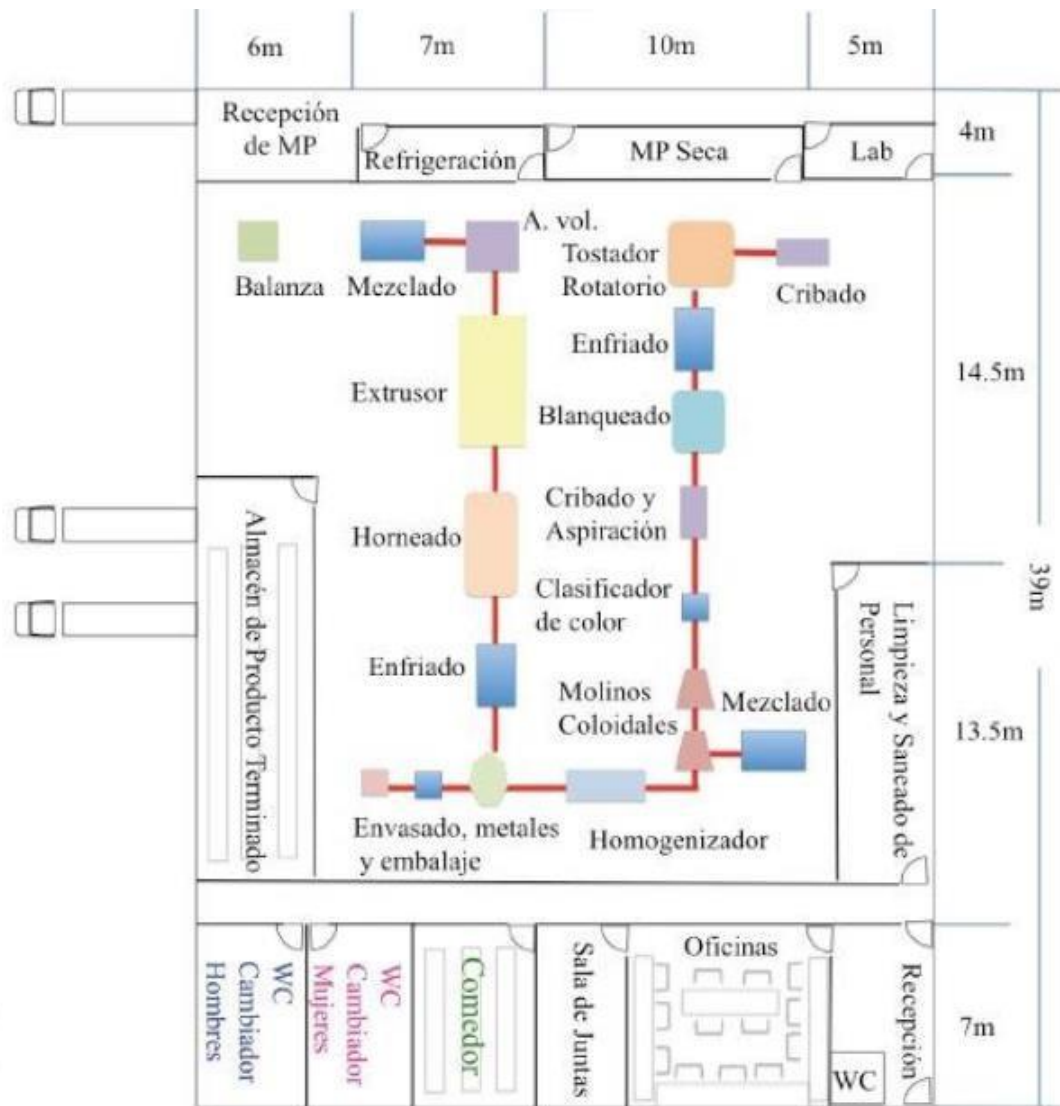 6m
7m
10m
5m
Recepción
de MP
Refrigeración
MP Seca
Lab
4m
Balanza
Mezclado
A. vol.
Tostador
Rotatorio
Cribado
Enfriado
14.5m
Extrusor
Blanqueado
Cribado y
Aspiración
Horneado
Clasificador
de color
39m
Almacén de Producto Terminado
Limpieza y Saneado de
Personal
Enfriado
Molinos
Coloidales
Mezclado
13.5m
Envasado, metales
y embalaje
Homogenizador
WC
Cambiador
Hombres
WC
Cambiador
Mujeres
Comedor
Sala de Juntas
Oficinas
Recepción
WC
7m